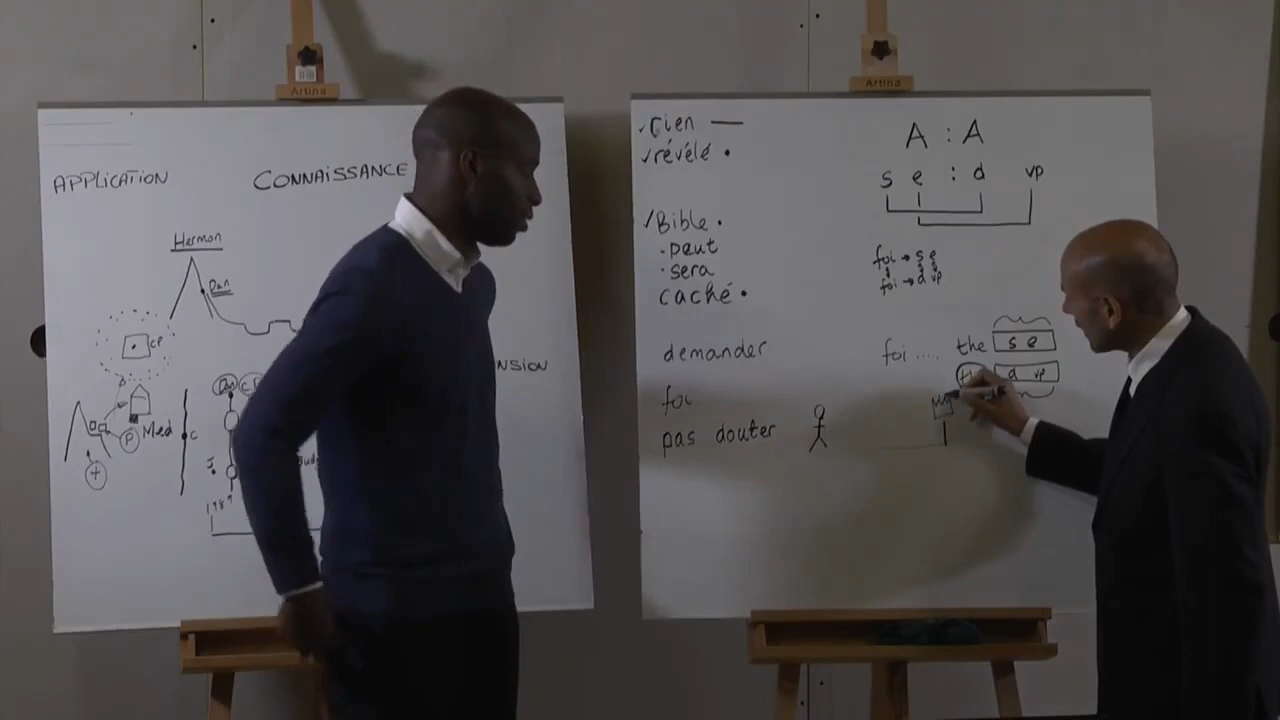 Artina
APPLICATION
CONNAISSANCE
Hermon
Dan
CP
Med
P
C
J
1989
NSION
Artina
Rien
révélé
Bible
peut
sera
caché
demander
foi
pas douter
A : A
s e : d vp
foi → s e
foi → d vp
foi .... the s e
d vp